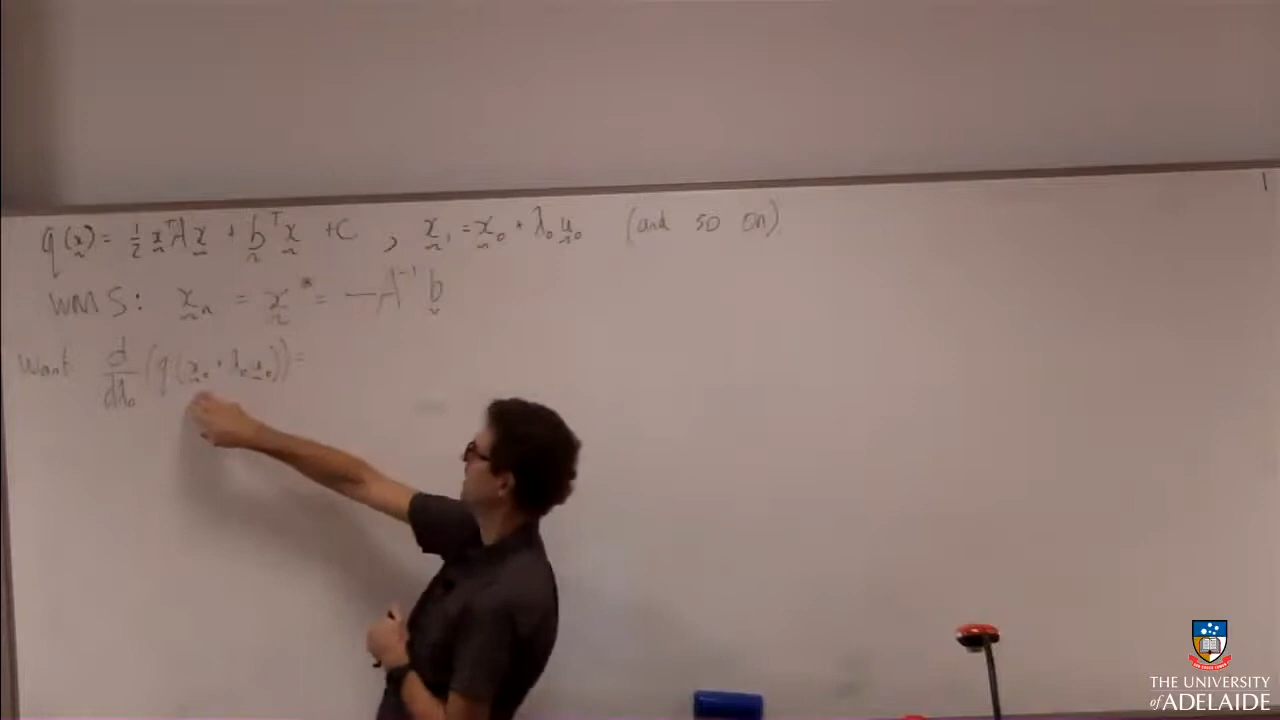 q(x) = 1/2 xᵀAx + bᵀx + C , x₁ = x₀ + λ₀u₀ (and so on)
WMS: xₙ = x* = -A⁻¹ b
Want d/dλ₀ (q(x₀ + λ₀u₀)) =
THE UNIVERSITY
of ADELAIDE